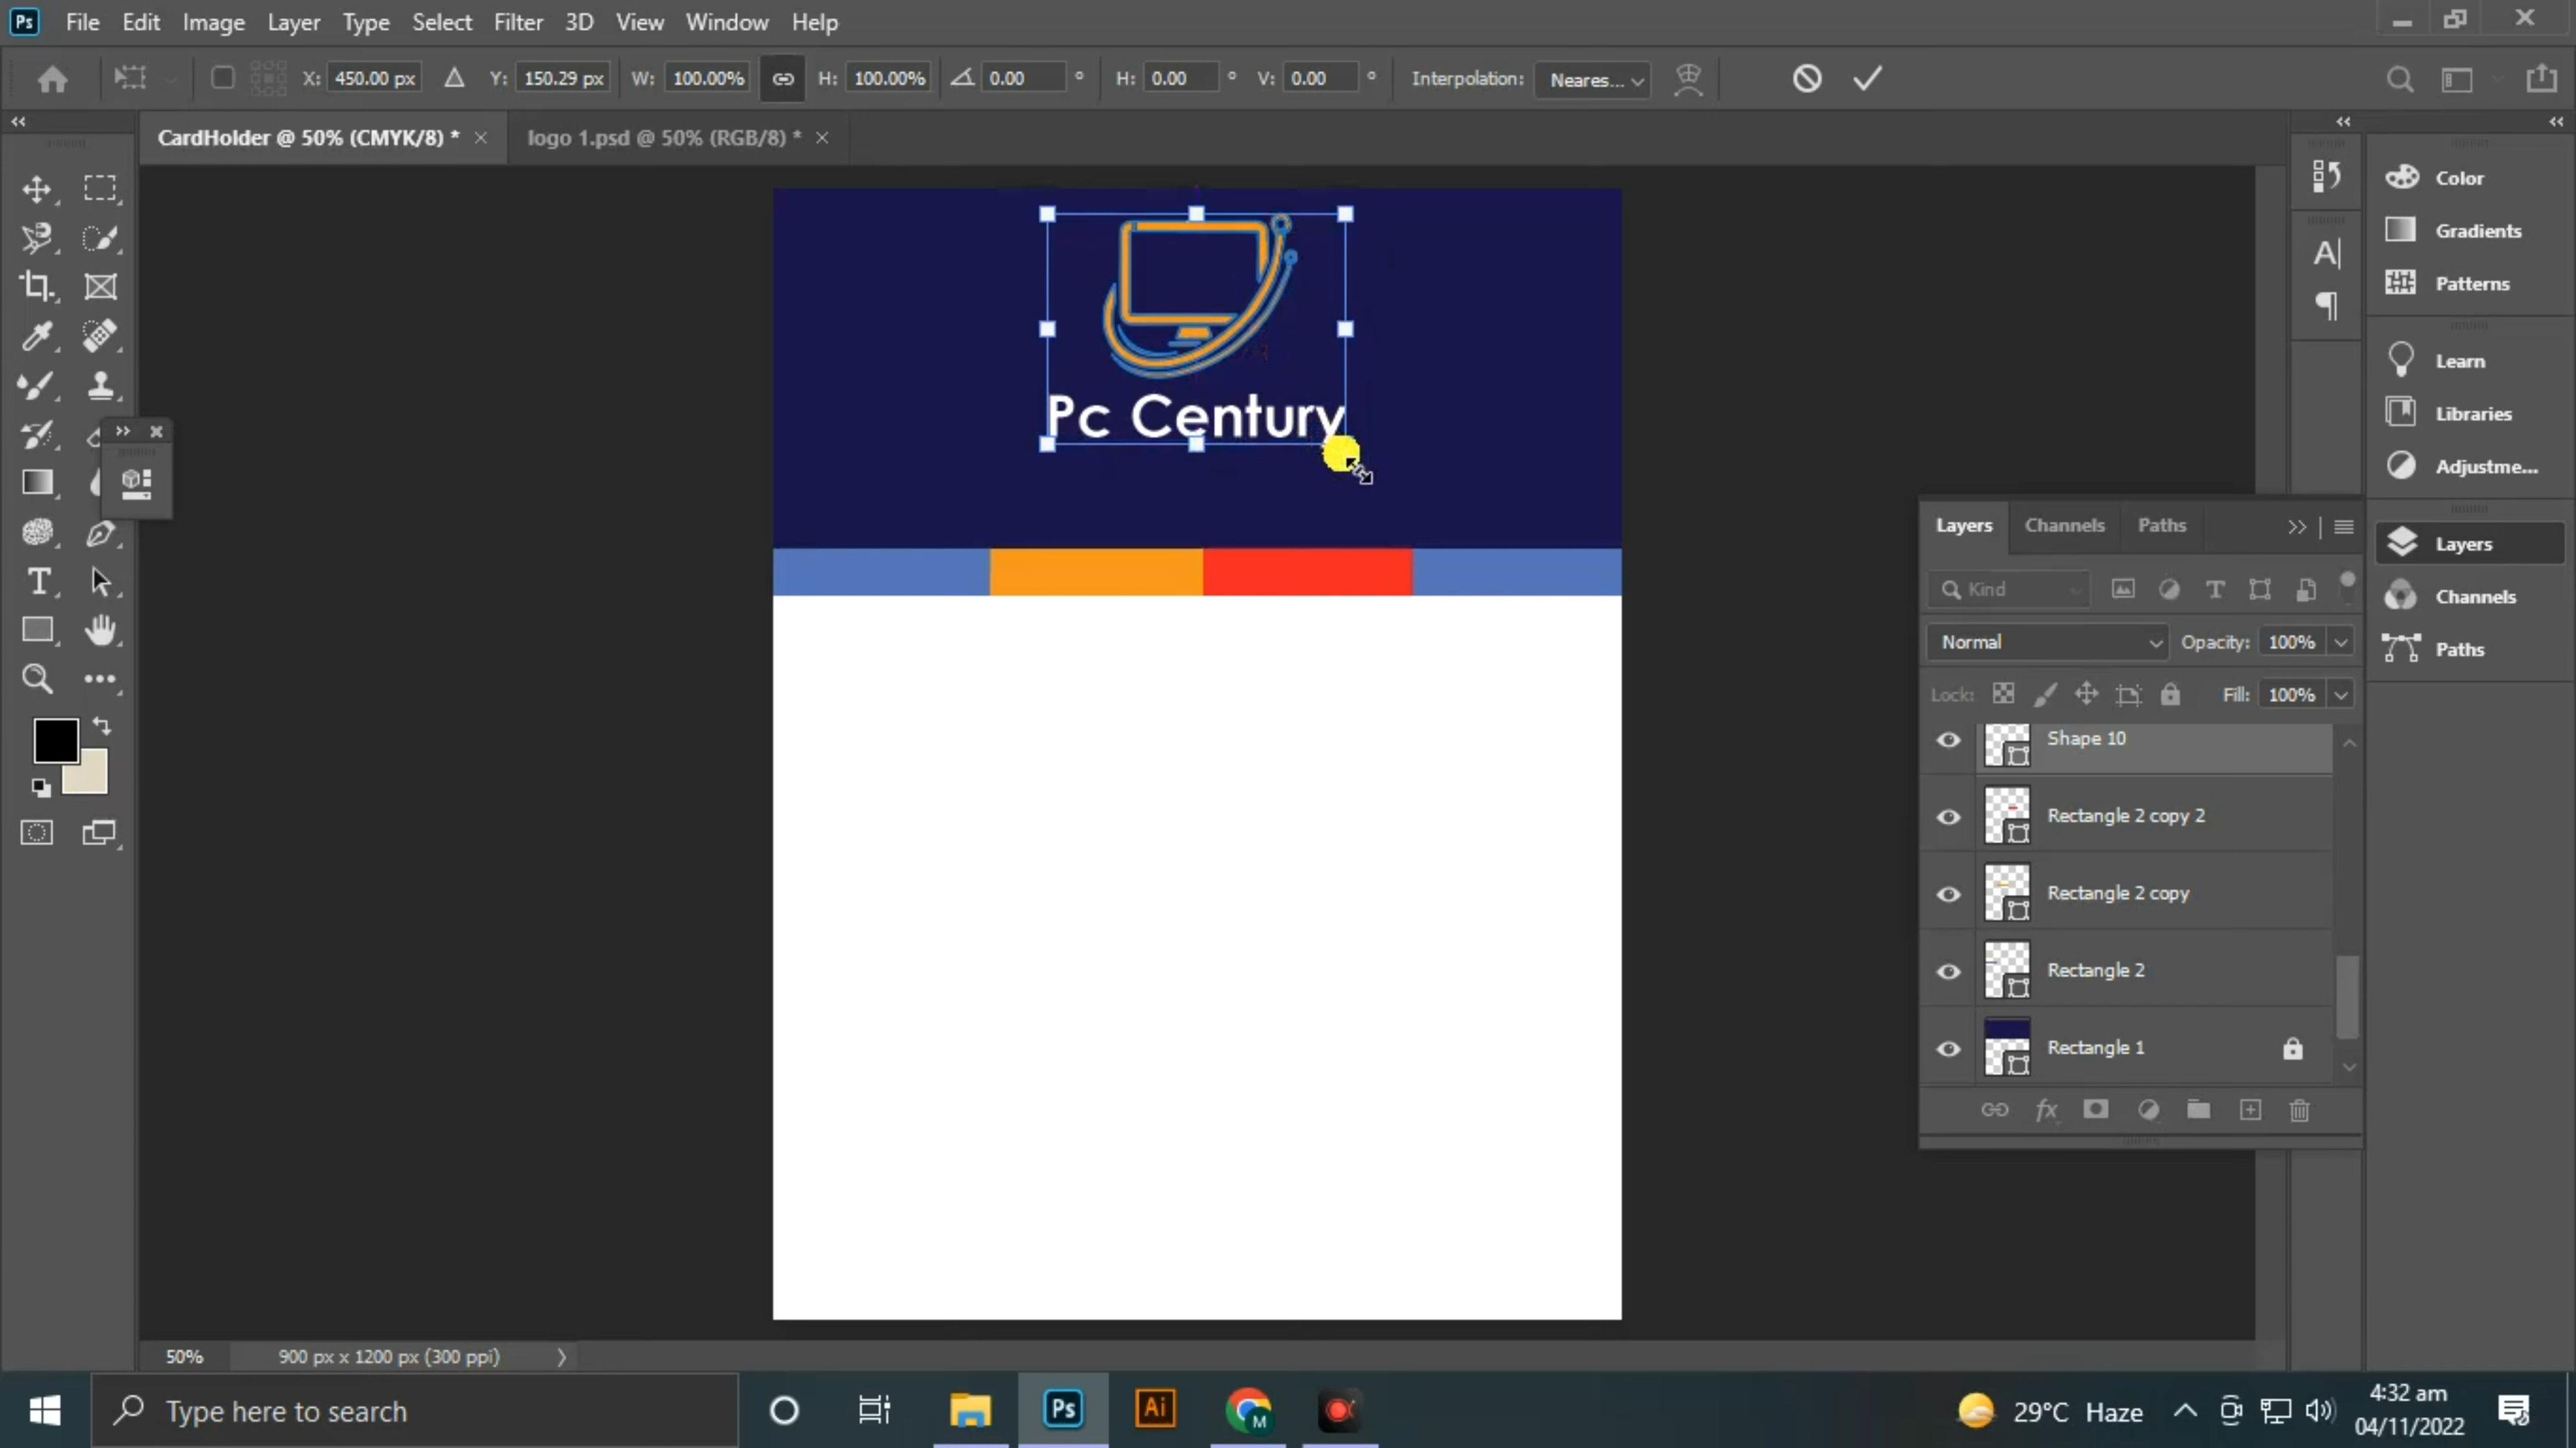 Ps File Edit Image Layer Type Select Filter 3D View Window Help
X: 450.00 px Y: 150.29 px W: 100.00% H: 100.00% 0.00 ° H: 0.00 ° V: 0.00 ° Interpolation: Neares...
CardHolder @ 50% (CMYK/8) * × logo 1.psd @ 50% (RGB/8) * ×
Color
Gradients
Patterns
Learn
Libraries
Adjustme...
Layers
Channels
Paths
Pc Century
Layers Channels Paths
Kind
Normal Opacity: 100%
Lock: Fill: 100%
Shape 10
Rectangle 2 copy 2
Rectangle 2 copy
Rectangle 2
Rectangle 1
50% 900 px x 1200 px (300 ppi)
Type here to search
Ps Ai M
29°C Haze
4:32 am
04/11/2022